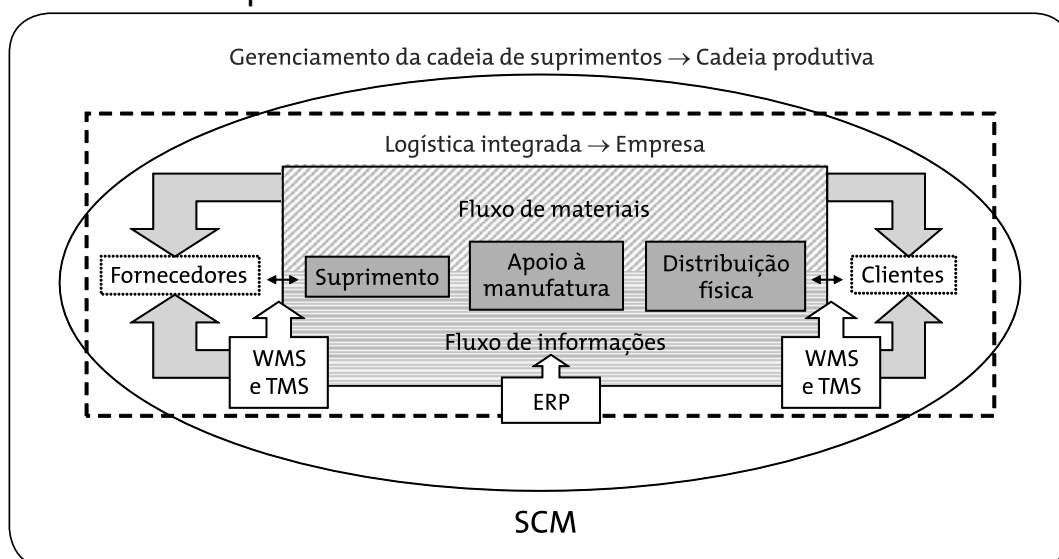 Gerenciamento da cadeia de suprimentos → Cadeia produtiva
Logística integrada → Empresa
Fluxo de materiais
Fornecedores
Suprimento
Apoio à
manufatura
Distribuição
física
Clientes
Fluxo de informações
WMS
e TMS
ERP
WMS
e TMS
SCM